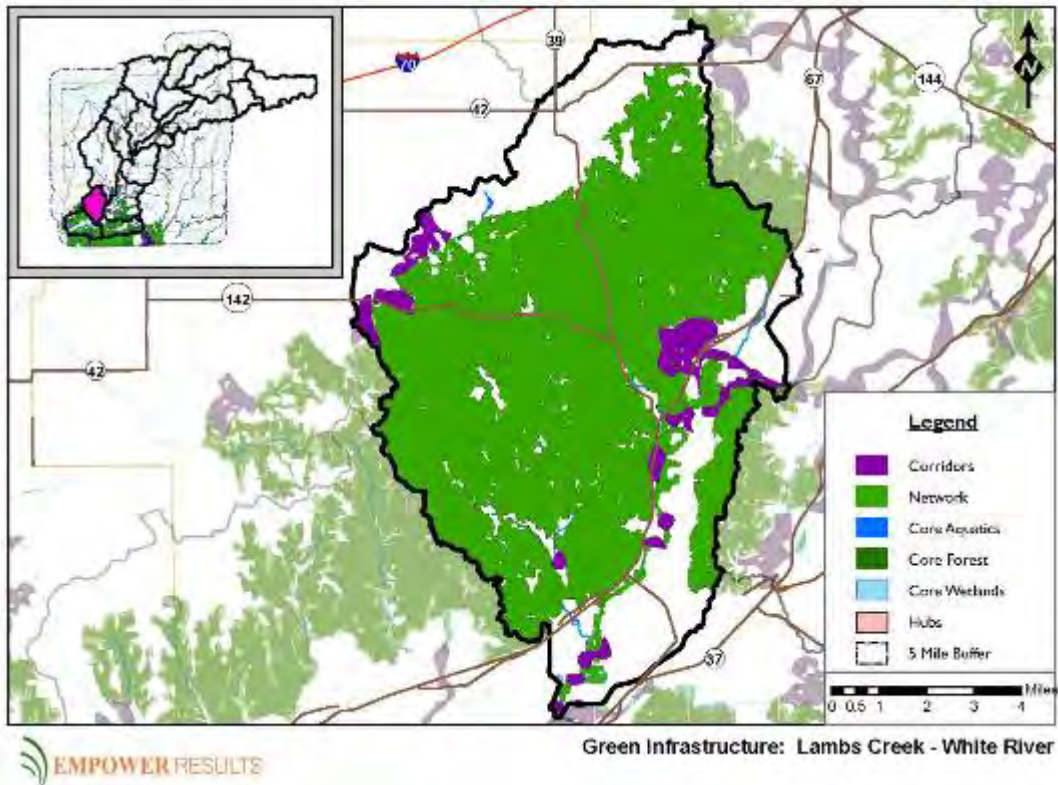 39
70
67
144
42
N
142
42
37
Legend
Corridors
Network
Core Aquatics
Core Forest
Core Wetlands
Hubs
5 Mile Buffer
Miles
0 0.5 1 2 3 4
Green Infrastructure: Lambs Creek - White River
EMPOWER RESULTS